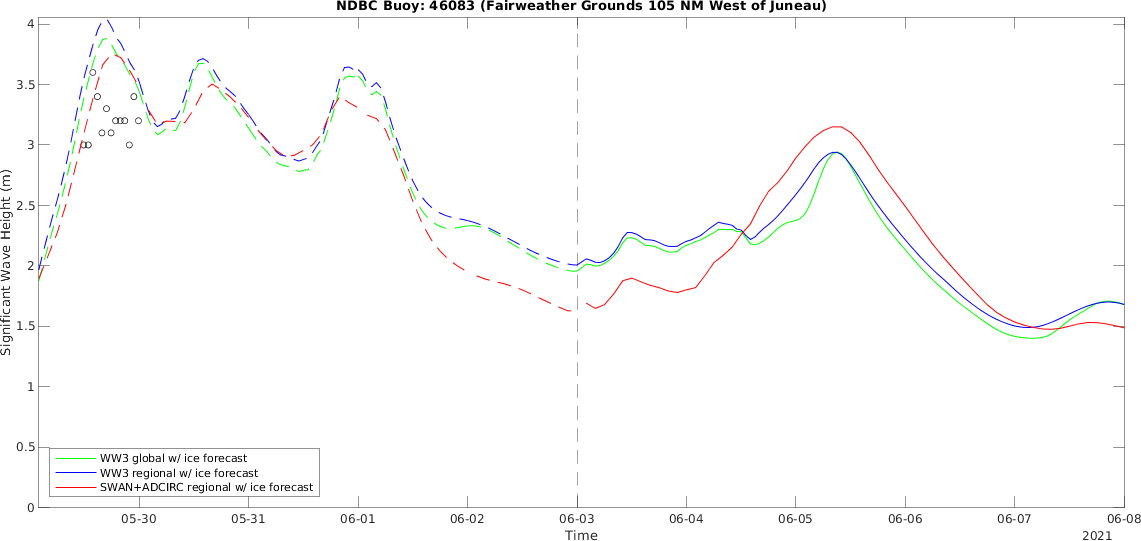 NDBC Buoy: 46083 (Fairweather Grounds 105 NM West of Juneau)
Significant Wave Height (m)
4
3.5
3
2.5
2
1.5
1
0.5
0
WW3 global w/ ice forecast
WW3 regional w/ ice forecast
SWAN+ADCIRC regional w/ ice forecast
05-30 05-31 06-01 06-02 06-03 06-04 06-05 06-06 06-07 06-08
Time
2021